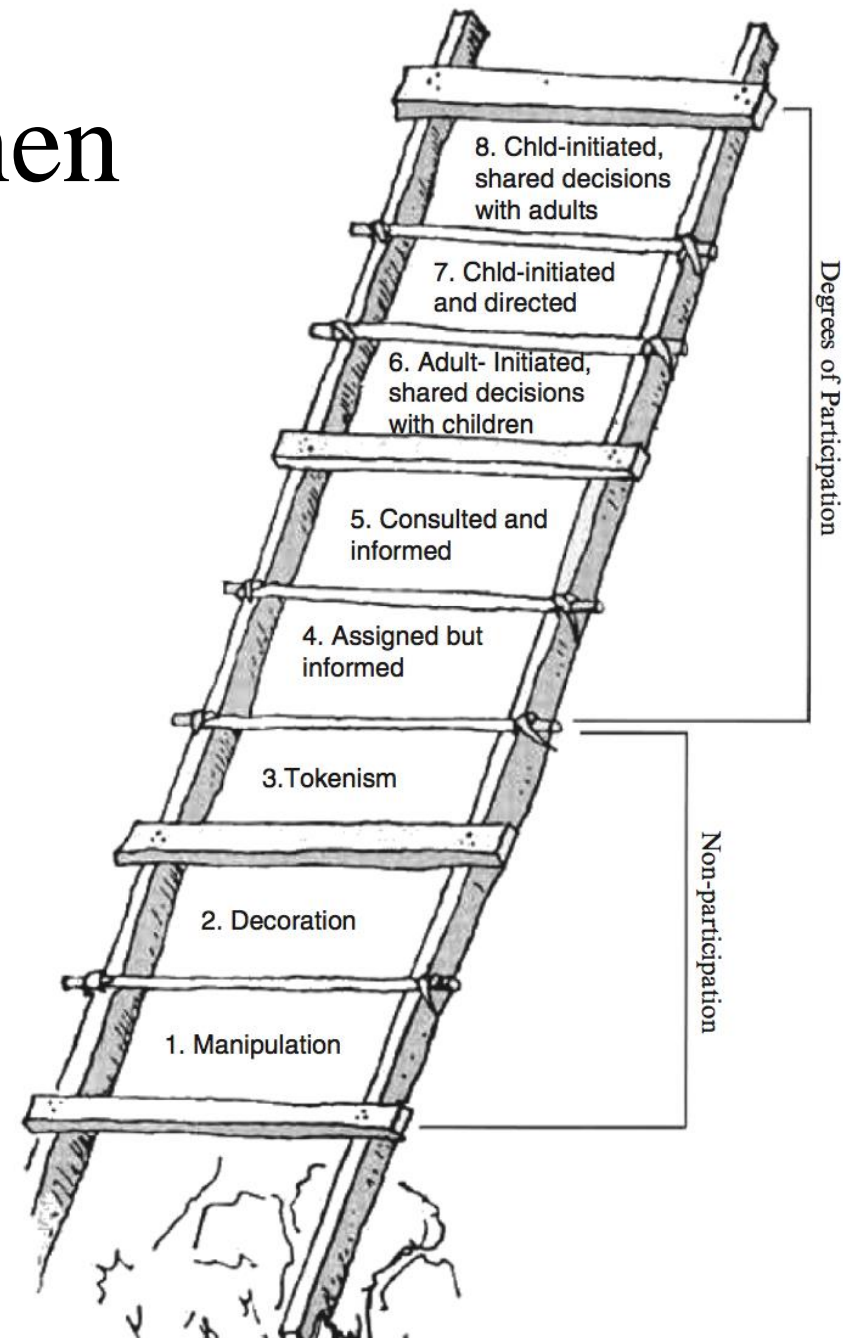 nen
8. Chld-initiated,
shared decisions
with adults
7. Chld-initiated
and directed
6. Adult- Initiated,
shared decisions
with children
5. Consulted and
informed
4. Assigned but
informed
3.Tokenism
2. Decoration
1. Manipulation
Degrees of Participation
Non-participation